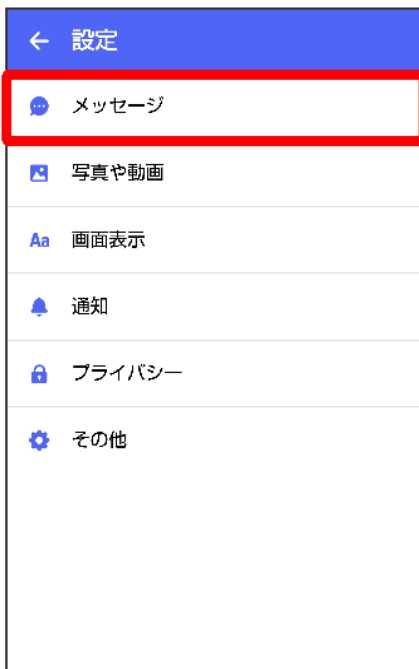 設定
メッセージ
写真や動画
Aa 画面表示
通知
プライバシー
その他